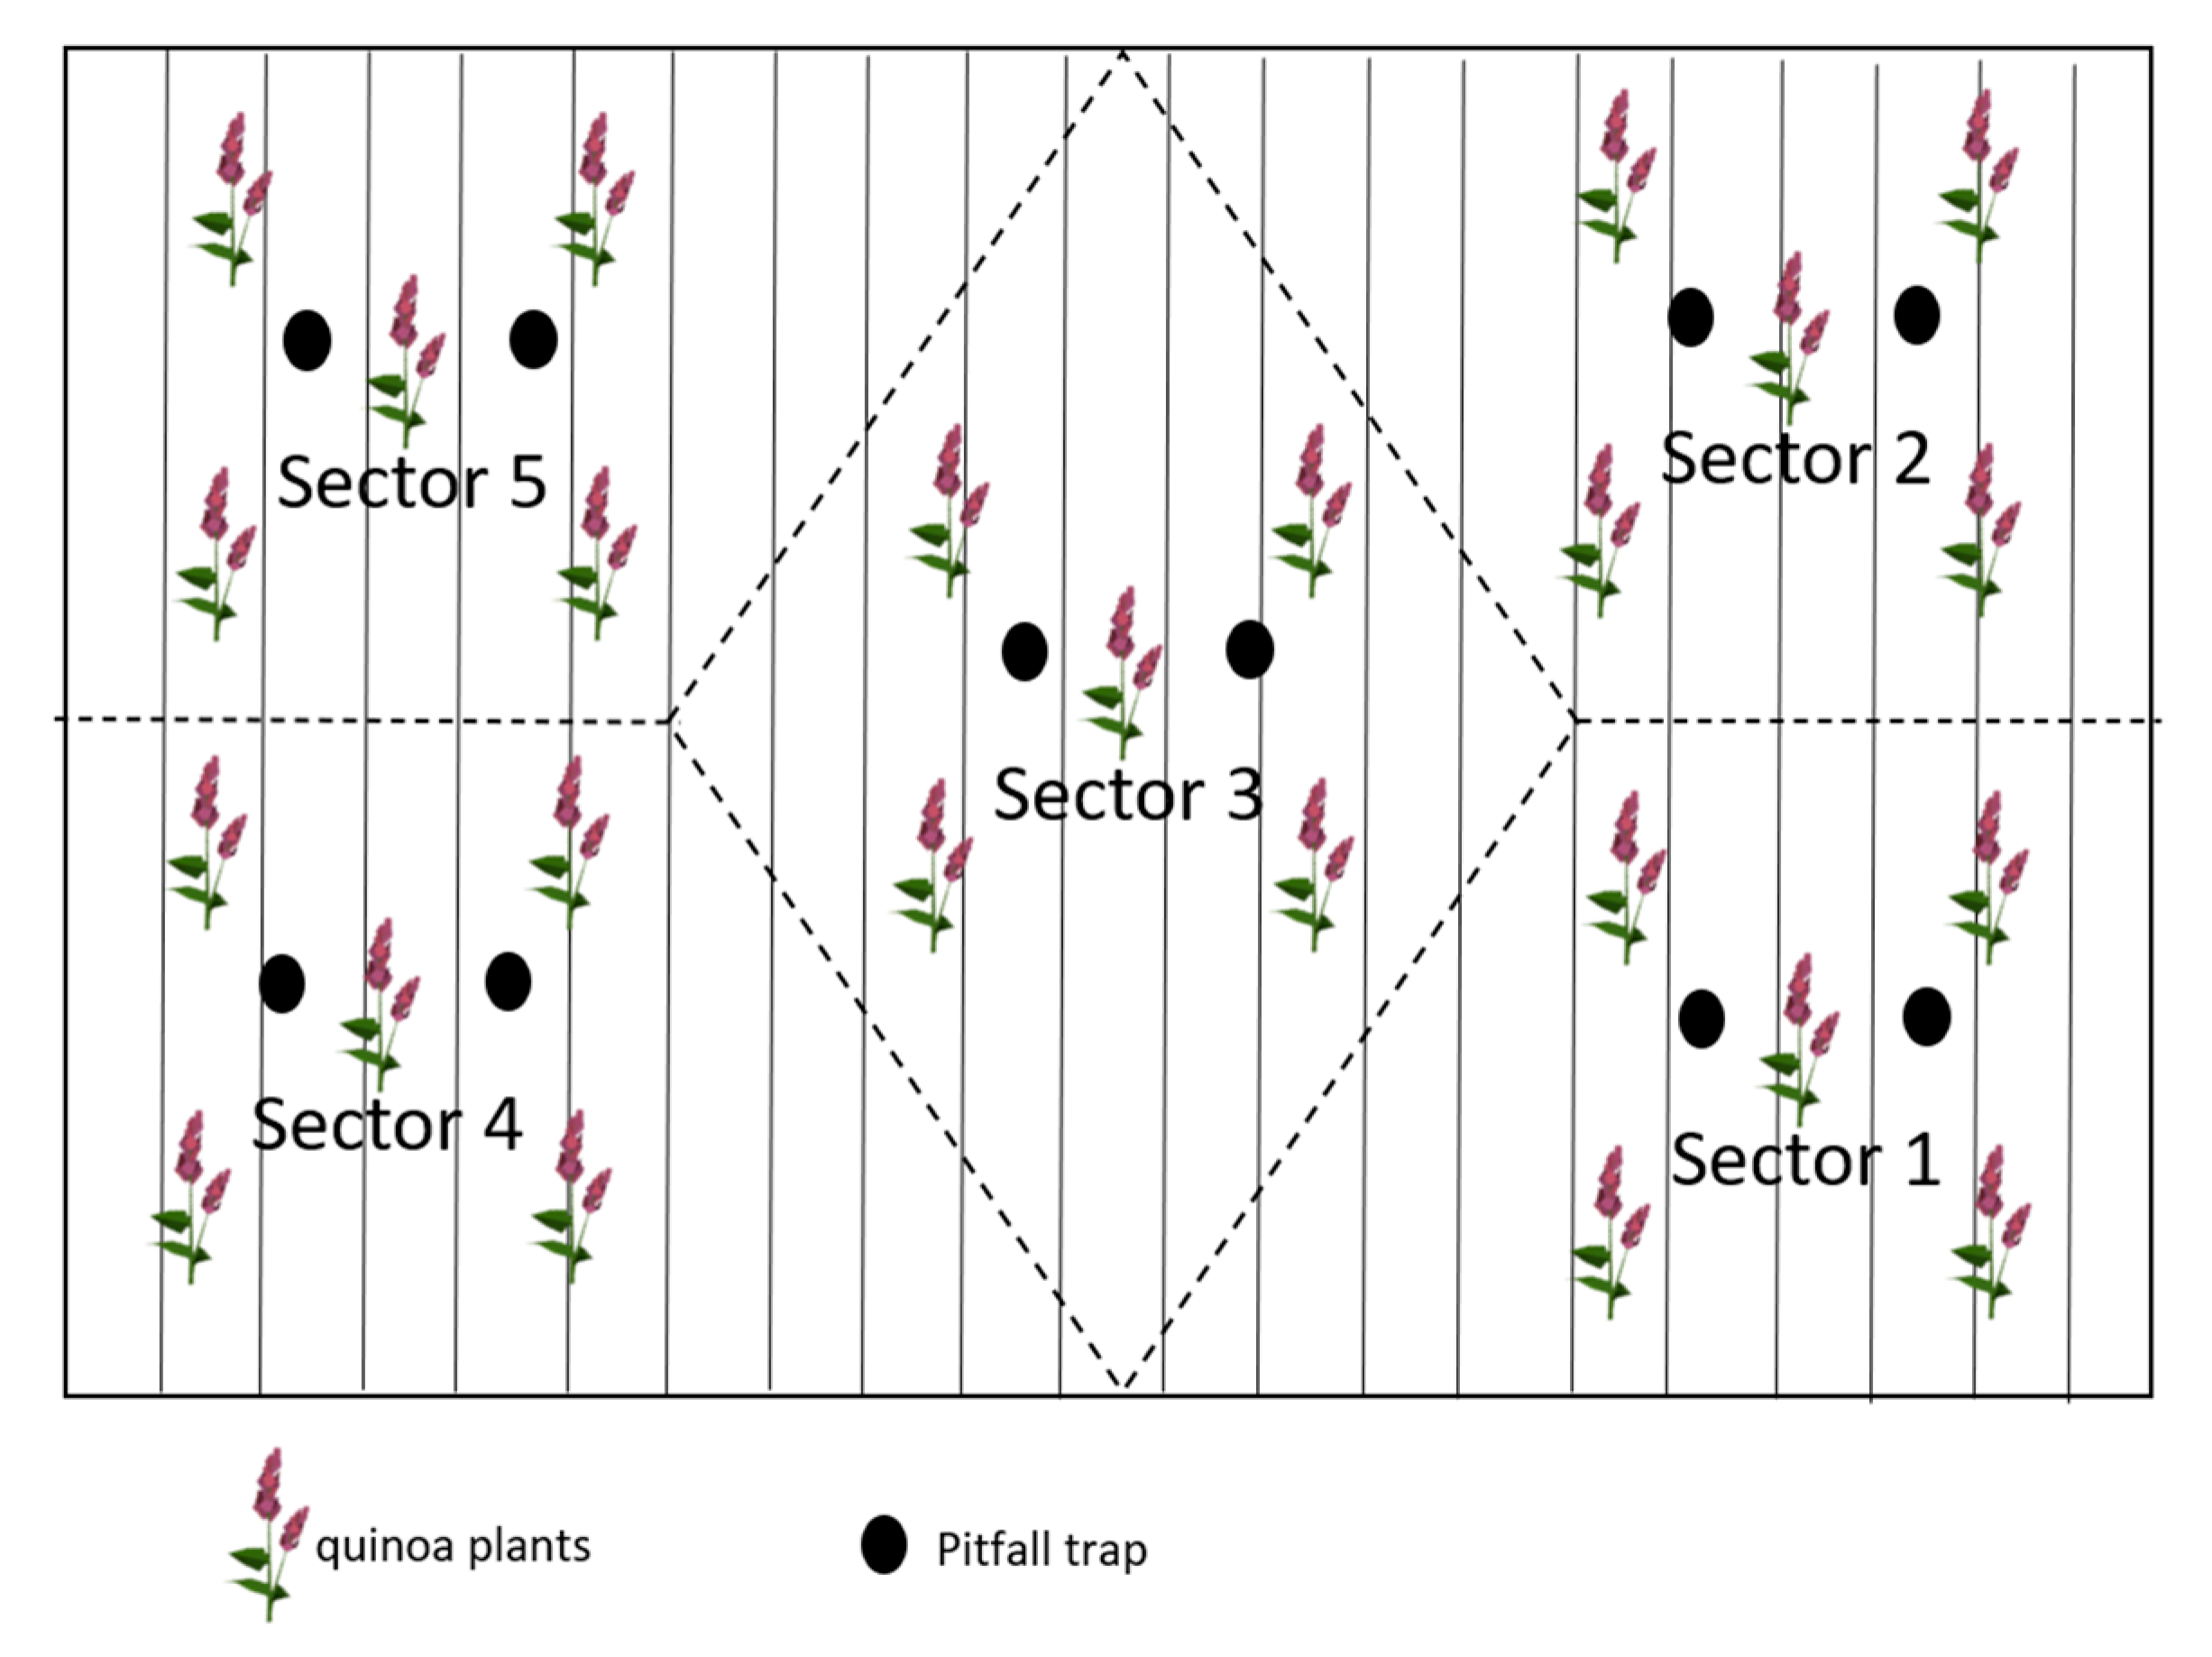 Sector 5
Sector 2
Sector 3
Sector 4
Sector 1
quinoa plants
Pitfall trap